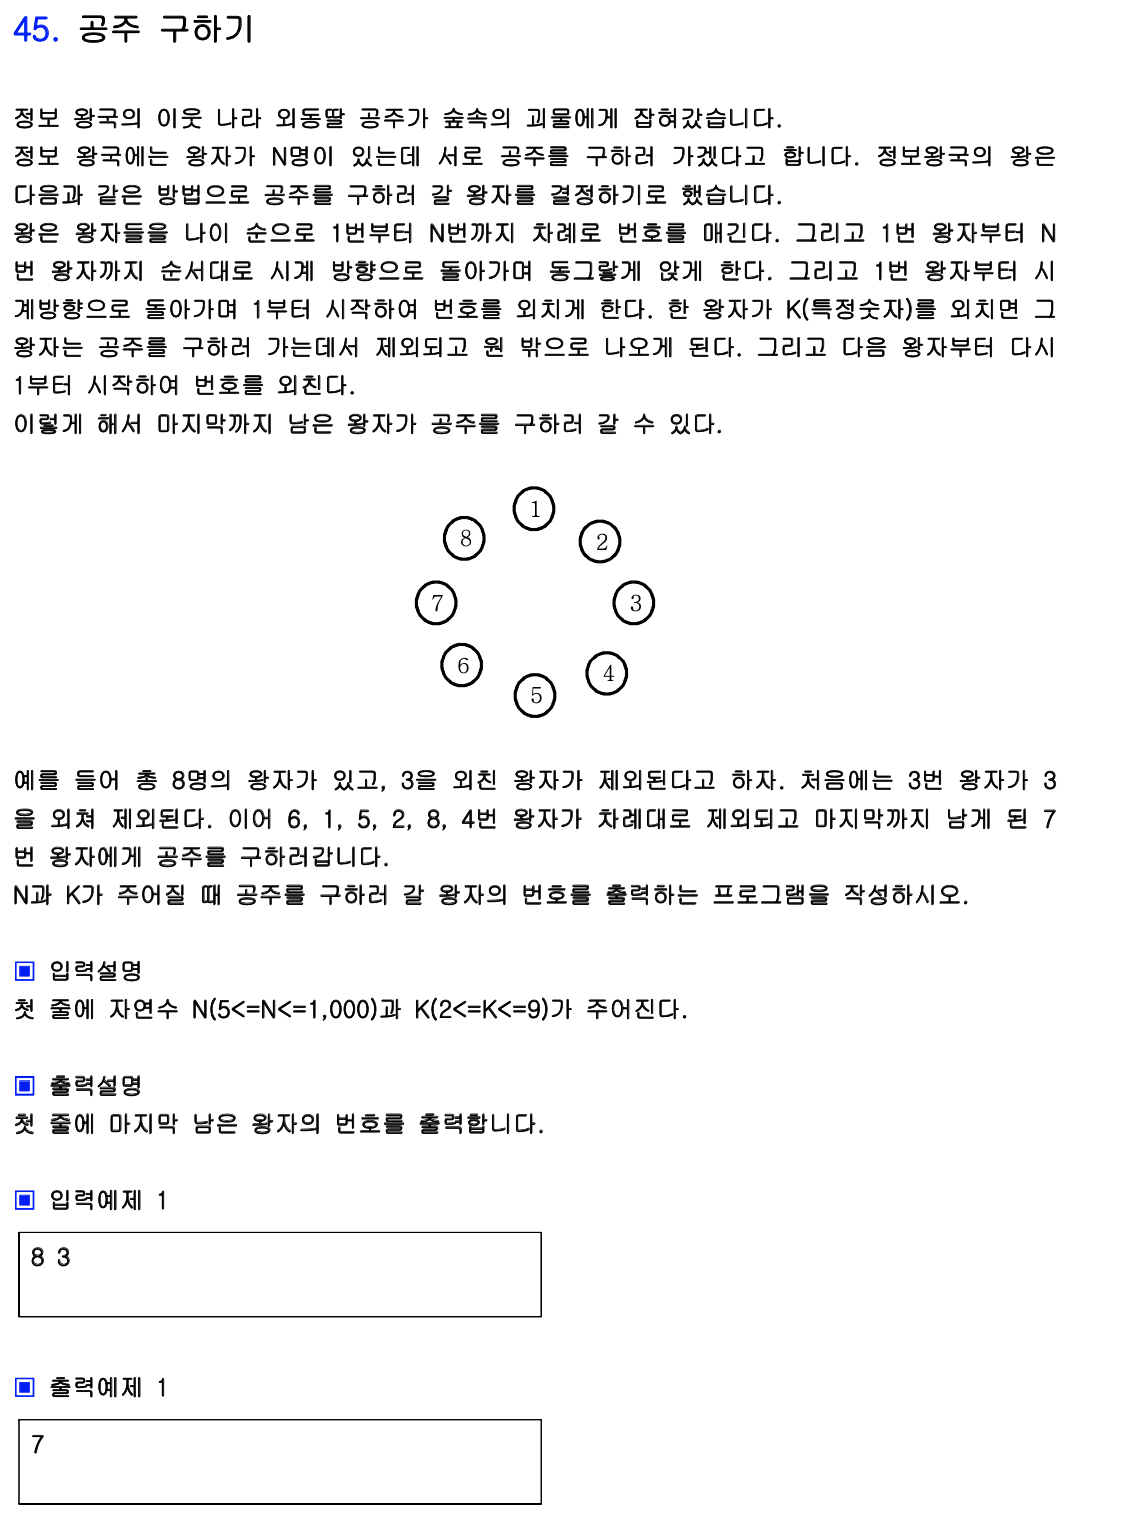 45. 공주 구하기
정보 왕국의 이웃 나라 외동딸 공주가 숲속의 괴물에게 잡혀갔습니다.
정보 왕국에는 왕자가 N명이 있는데 서로 공주를 구하러 가겠다고 합니다. 정보왕국의 왕은
다음과 같은 방법으로 공주를 구하러 갈 왕자를 결정하기로 했습니다.
왕은 왕자들을 나이 순으로 1번부터 N번까지 차례로 번호를 매긴다. 그리고 1번 왕자부터 N
번 왕자까지 순서대로 시계 방향으로 돌아가며 동그랗게 앉게 한다. 그리고 1번 왕자부터 시
계방향으로 돌아가며 1부터 시작하여 번호를 외치게 한다. 한 왕자가 K(특정숫자)를 외치면 그
왕자는 공주를 구하러 가는데서 제외되고 원 밖으로 나오게 된다. 그리고 다음 왕자부터 다시
1부터 시작하여 번호를 외친다.
이렇게 해서 마지막까지 남은 왕자가 공주를 구하러 갈 수 있다.
1
8
2
7
3
6
4
5
예를 들어 총 8명의 왕자가 있고, 3을 외친 왕자가 제외된다고 하자. 처음에는 3번 왕자가 3
을 외쳐 제외된다. 이어 6, 1, 5, 2, 8, 4번 왕자가 차례대로 제외되고 마지막까지 남게 된 7
번 왕자에게 공주를 구하러갑니다.
N과 K가 주어질 때 공주를 구하러 갈 왕자의 번호를 출력하는 프로그램을 작성하시오.
▣ 입력설명
첫 줄에 자연수 N(5<=N<=1,000)과 K(2<=K<=9)가 주어진다.
▣ 출력설명
첫 줄에 마지막 남은 왕자의 번호를 출력합니다.
▣ 입력예제 1
8 3
▣ 출력예제 1
7